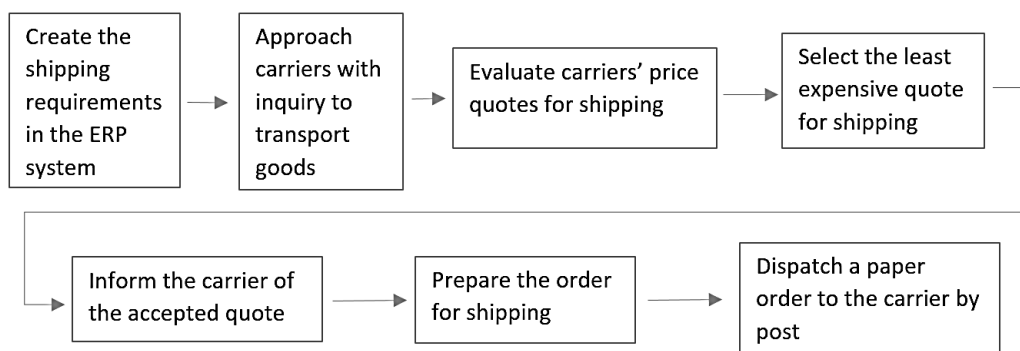 Create the
shipping
requirements
in the ERP
system
Approach
carriers with
inquiry to
transport
goods
Evaluate carriers’ price
quotes for shipping
Select the least
expensive quote
for shipping
Inform the carrier of
the accepted quote
Prepare the order
for shipping
Dispatch a paper
order to the carrier by
post